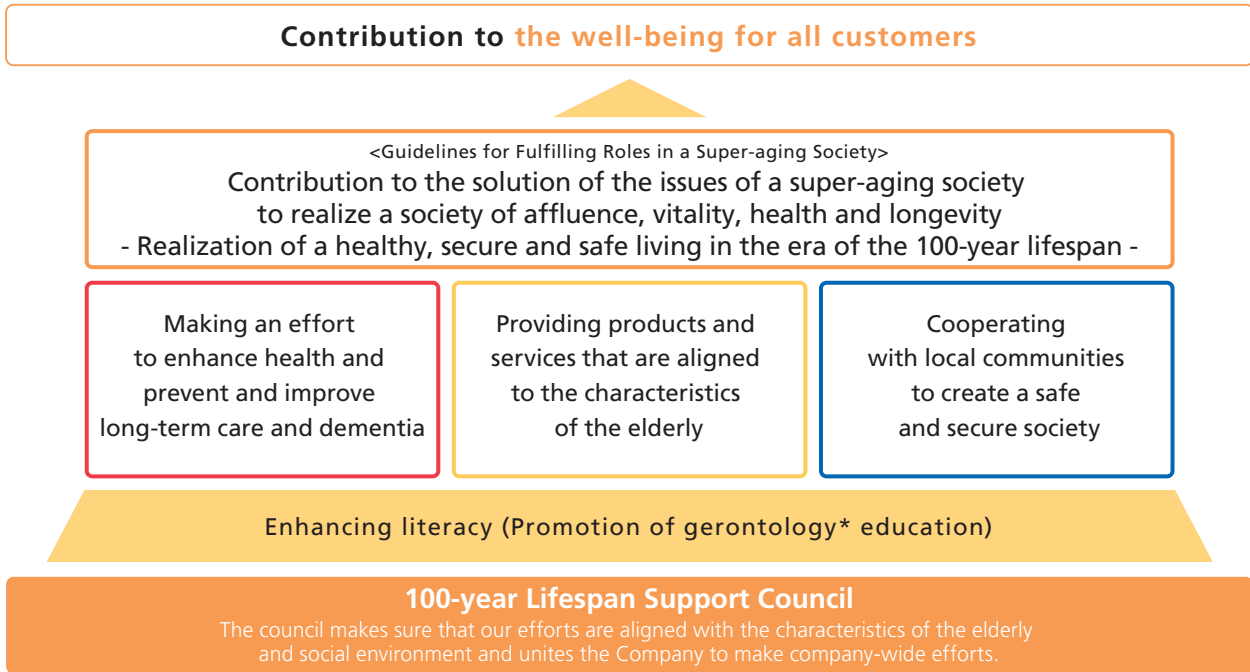 Contribution to the well-being for all customers
<Guidelines for Fulfilling Roles in a Super-aging Society>
Contribution to the solution of the issues of a super-aging society
to realize a society of affluence, vitality, health and longevity
- Realization of a healthy, secure and safe living in the era of the 100-year lifespan -
Making an effort
to enhance health and
prevent and improve
long-term care and dementia
Providing products and
services that are aligned
to the characteristics
of the elderly
Cooperating
with local communities
to create a safe
and secure society
Enhancing literacy (Promotion of gerontology* education)
100-year Lifespan Support Council
The council makes sure that our efforts are aligned with the characteristics of the elderly
and social environment and unites the Company to make company-wide efforts.